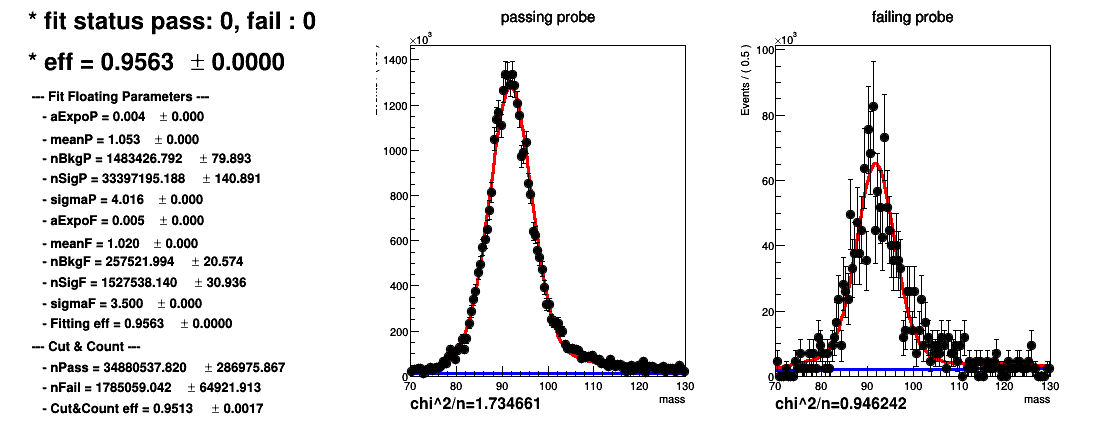 * fit status pass: 0, fail : 0
* eff = 0.9563 ± 0.0000
--- Fit Floating Parameters ---
- aExpoP = 0.004 ± 0.000
- meanP = 1.053 ± 0.000
- nBkgP = 1483426.792 ± 79.893
- nSigP = 33397195.188 ± 140.891
- sigmaP = 4.016 ± 0.000
- aExpoF = 0.005 ± 0.000
- meanF = 1.020 ± 0.000
- nBkgF = 257521.994 ± 20.574
- nSigF = 1527538.140 ± 30.936
- sigmaF = 3.500 ± 0.000
- Fitting eff = 0.9563 ± 0.0000
--- Cut & Count ---
- nPass = 34880537.820 ± 286975.867
- nFail = 1785059.042 ± 64921.913
- Cut&Count eff = 0.9513 ± 0.0017
passing probe
×10³
1400
1200
1000
800
600
400
200
0
70 80 90 100 110 120 130
mass
chi^2/n=1.734661
failing probe
×10³
Events / ( 0.5 )
100
80
60
40
20
0
70 80 90 100 110 120 130
mass
chi^2/n=0.946242